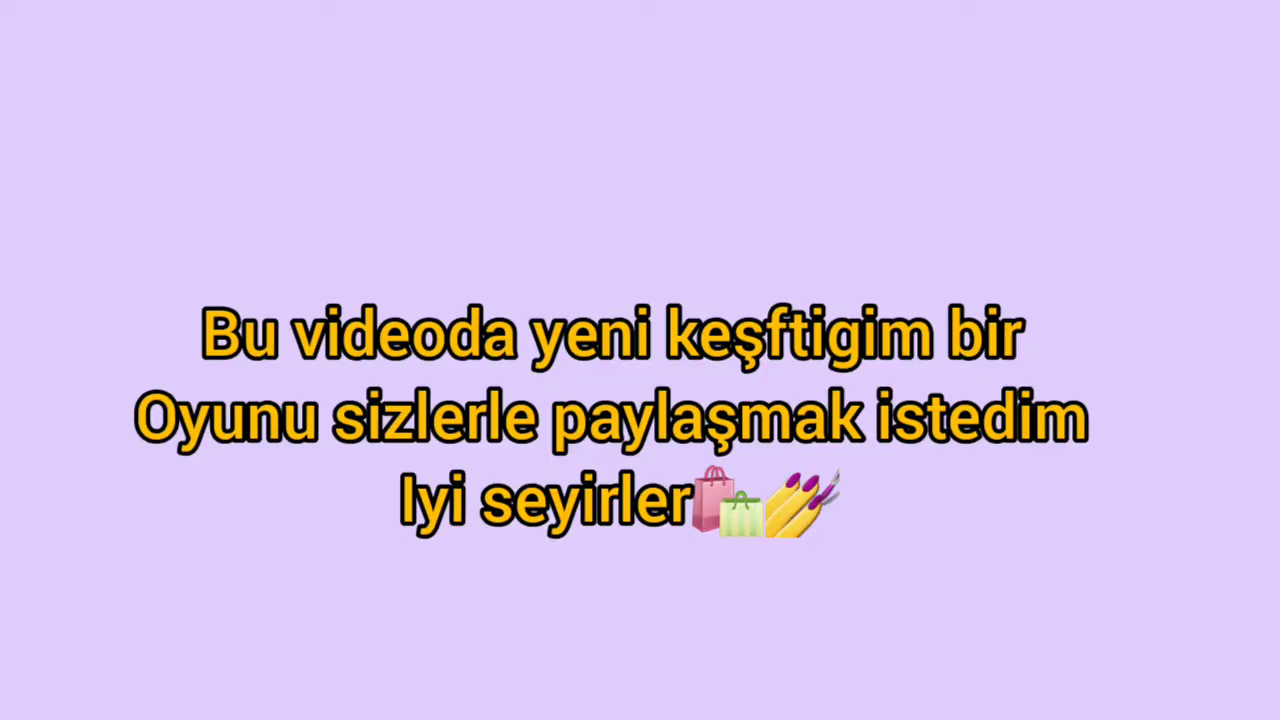 Bu videoda yeni keşftigim bir
Oyunu sizlerle paylaşmak istedim
Iyi seyirler🛍️💅